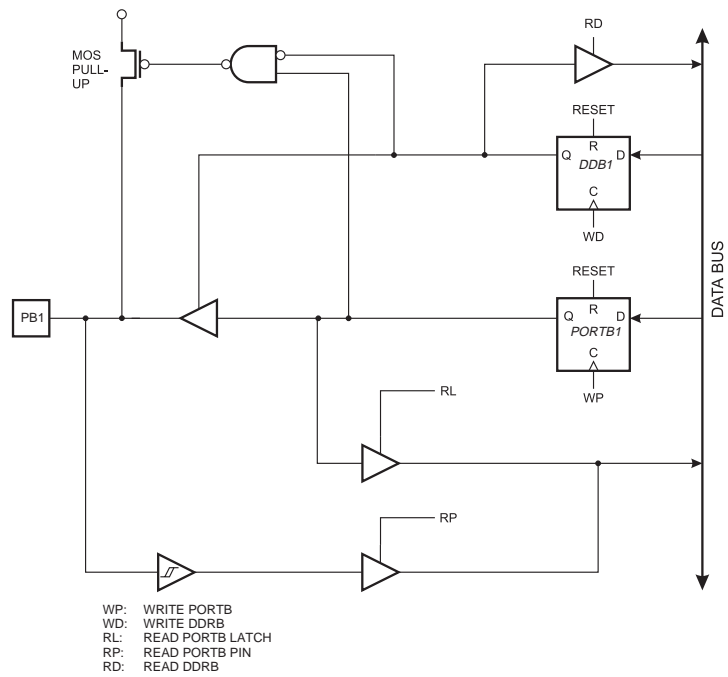 RD
MOS
PULL-
UP
RESET
R
Q
DDB1
D
C
WD
RESET
R
PB1
Q
PORTB1
D
C
WP
DATA BUS
RL
RP
WP: WRITE PORTB
WD: WRITE DDRB
RL: READ PORTB LATCH
RP: READ PORTB PIN
RD: READ DDRB